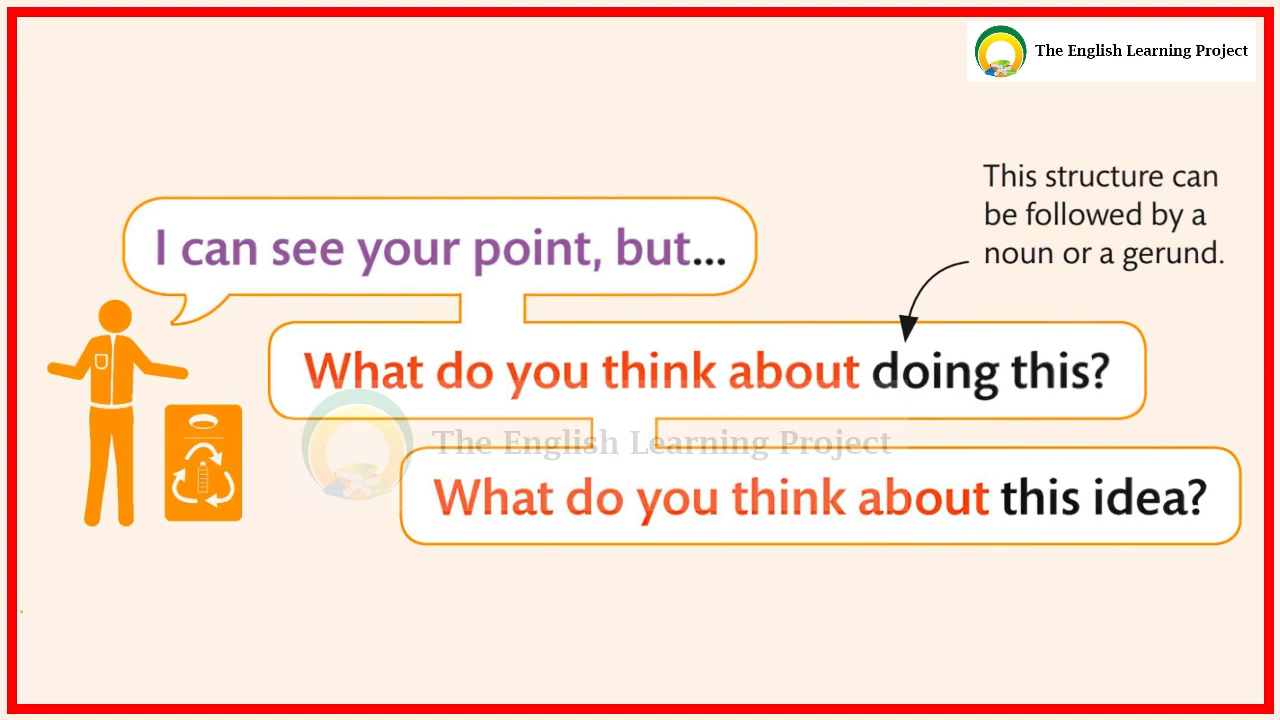 The English Learning Project
This structure can
be followed by a
noun or a gerund.
I can see your point, but...
What do you think about doing this?
The English Learning Project
What do you think about this idea?